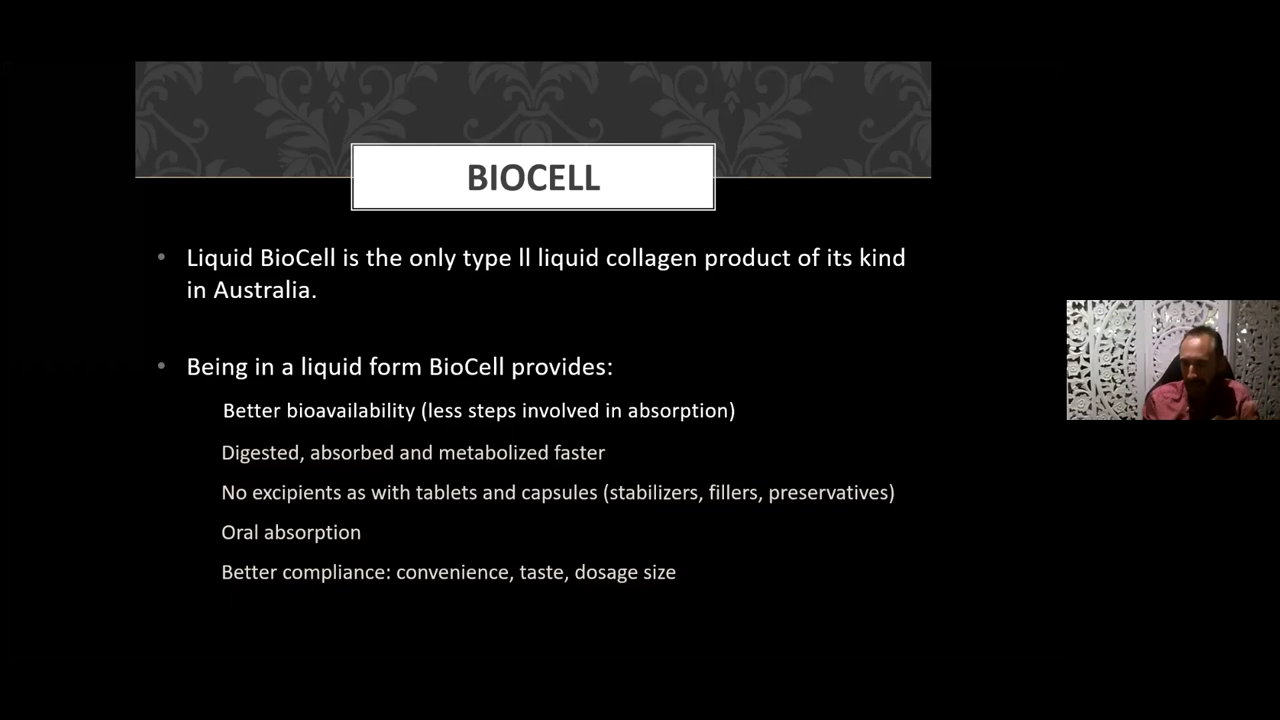 BIOCELL
• Liquid BioCell is the only type ll liquid collagen product of its kind
in Australia.
• Being in a liquid form BioCell provides:
Better bioavailability (less steps involved in absorption)
Digested, absorbed and metabolized faster
No excipients as with tablets and capsules (stabilizers, fillers, preservatives)
Oral absorption
Better compliance: convenience, taste, dosage size